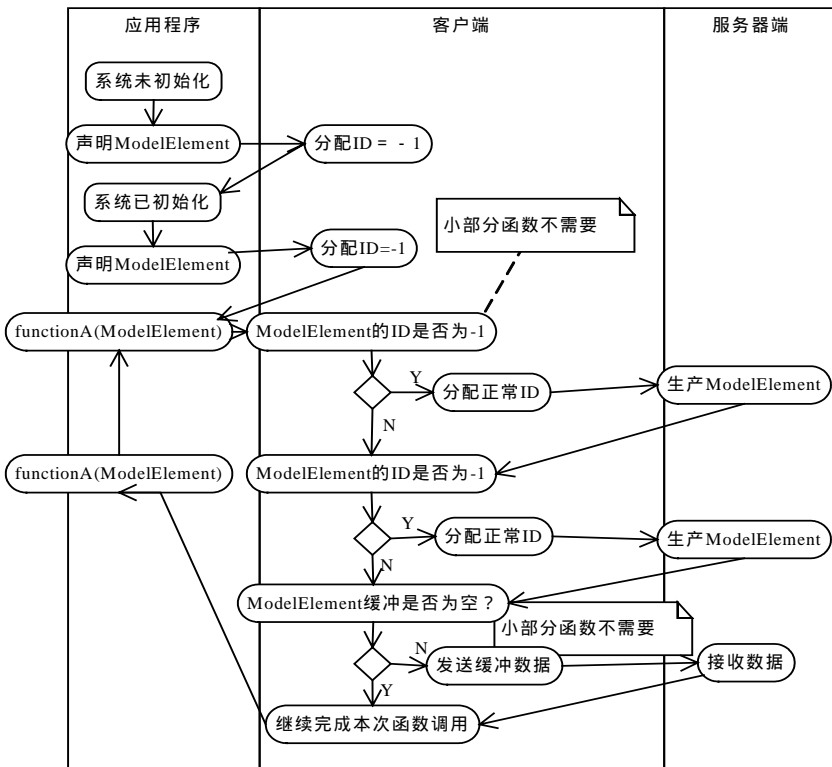 应用程序
客户端
服务器端
系统未初始化
声明ModelElement
分配ID = - 1
系统已初始化
声明ModelElement
分配ID=-1
小部分函数不需要
functionA(ModelElement)
ModelElement的ID是否为-1
Y
分配正常ID
生产ModelElement
N
functionA(ModelElement)
ModelElement的ID是否为-1
Y
分配正常ID
生产ModelElement
N
ModelElement缓冲是否为空？
小部分函数不需要
N
发送缓冲数据
接收数据
Y
继续完成本次函数调用